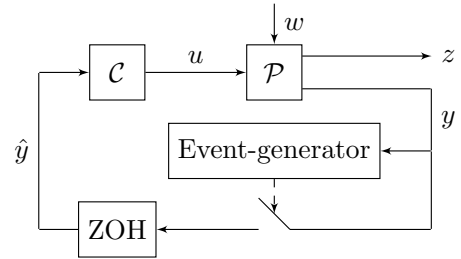 w
𝒞
u
𝒫
z
y
ŷ
Event-generator
ZOH